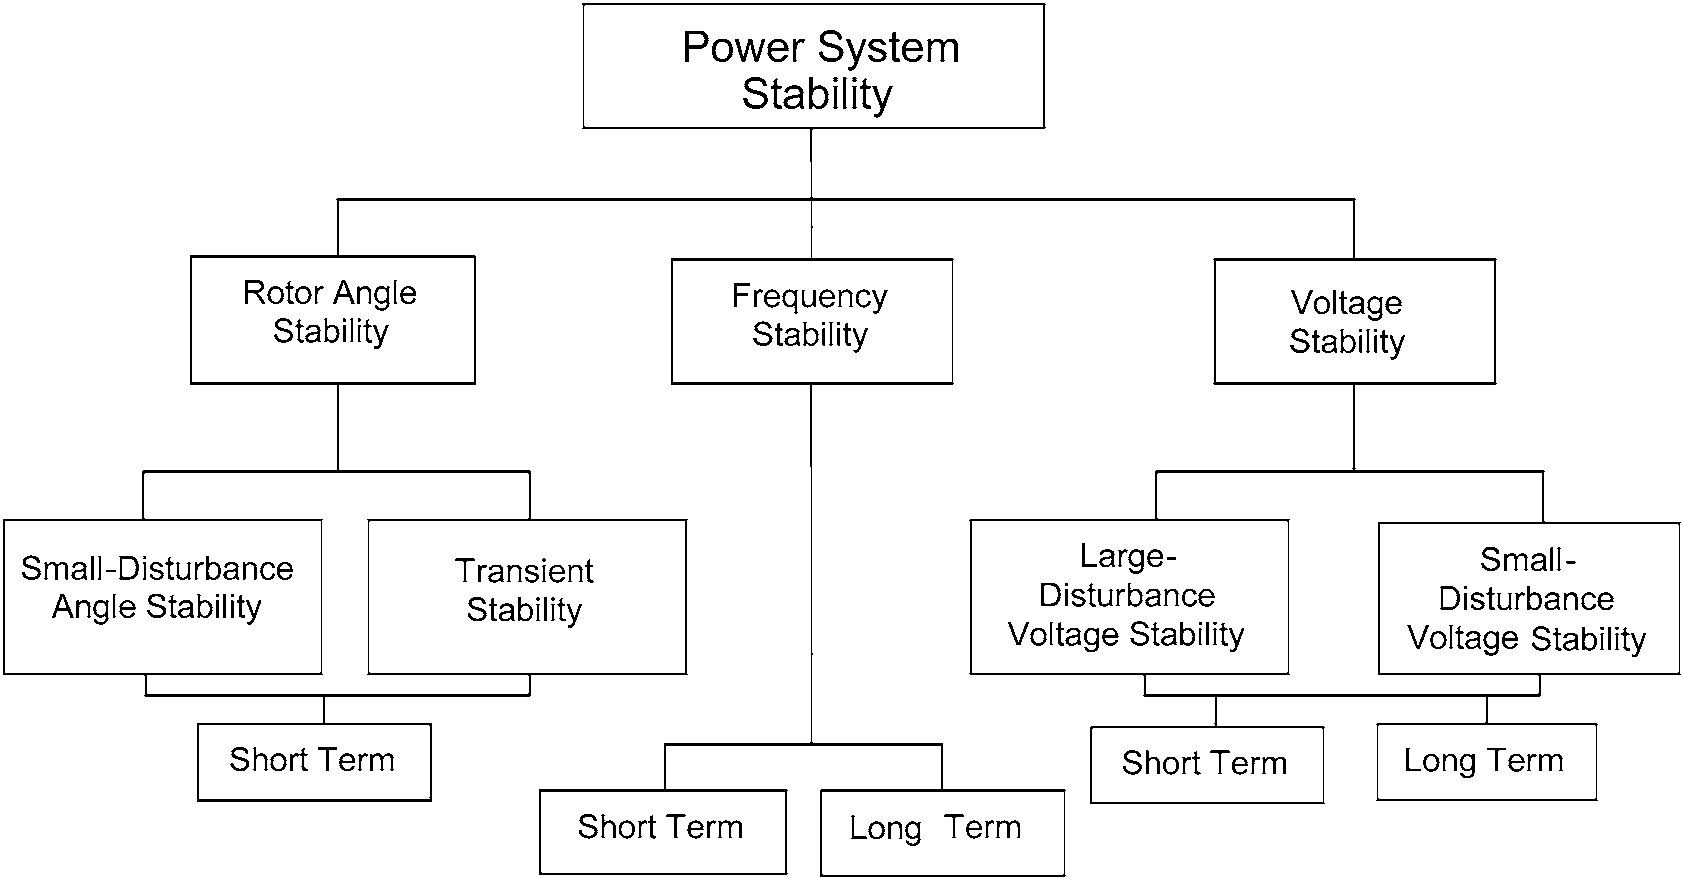 Power System
Stability
Rotor Angle
Stability
Frequency
Stability
Voltage
Stability
Small-Disturbance
Angle Stability
Transient
Stability
Large-
Disturbance
Voltage Stability
Small-
Disturbance
Voltage Stability
Short Term
Short Term
Long Term
Short Term
Long Term